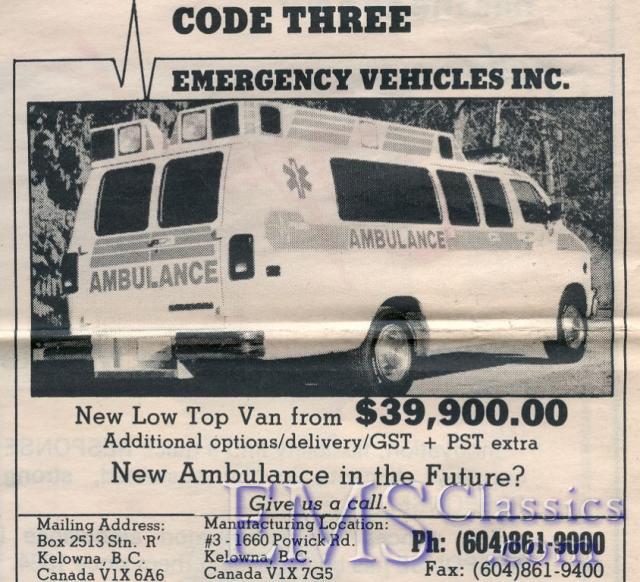 CODE THREE
EMERGENCY VEHICLES INC.
AMBULANCE
AMBULANCE
New Low Top Van from $39,900.00
Additional options/delivery/GST + PST extra
New Ambulance in the Future?
Give us a call.
EMSClassics
Mailing Address:
Box 2513 Stn. 'R'
Kelowna, B.C.
Canada V1X 6A6
Manufacturing Location:
#3 - 1660 Powick Rd.
Kelowna, B.C.
Canada V1X 7G5
Ph: (604)861-9000
Fax: (604)861-9400